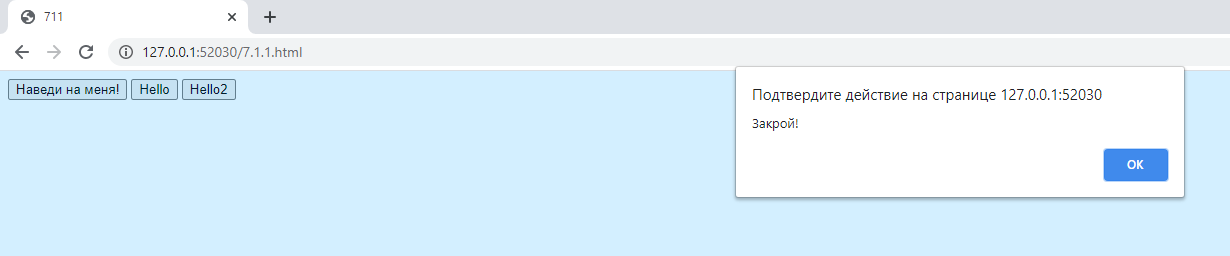 711
127.0.0.1:52030/7.1.1.html
Наведи на меня! Hello Hello2
Подтвердите действие на странице 127.0.0.1:52030
Закрой!
ОК